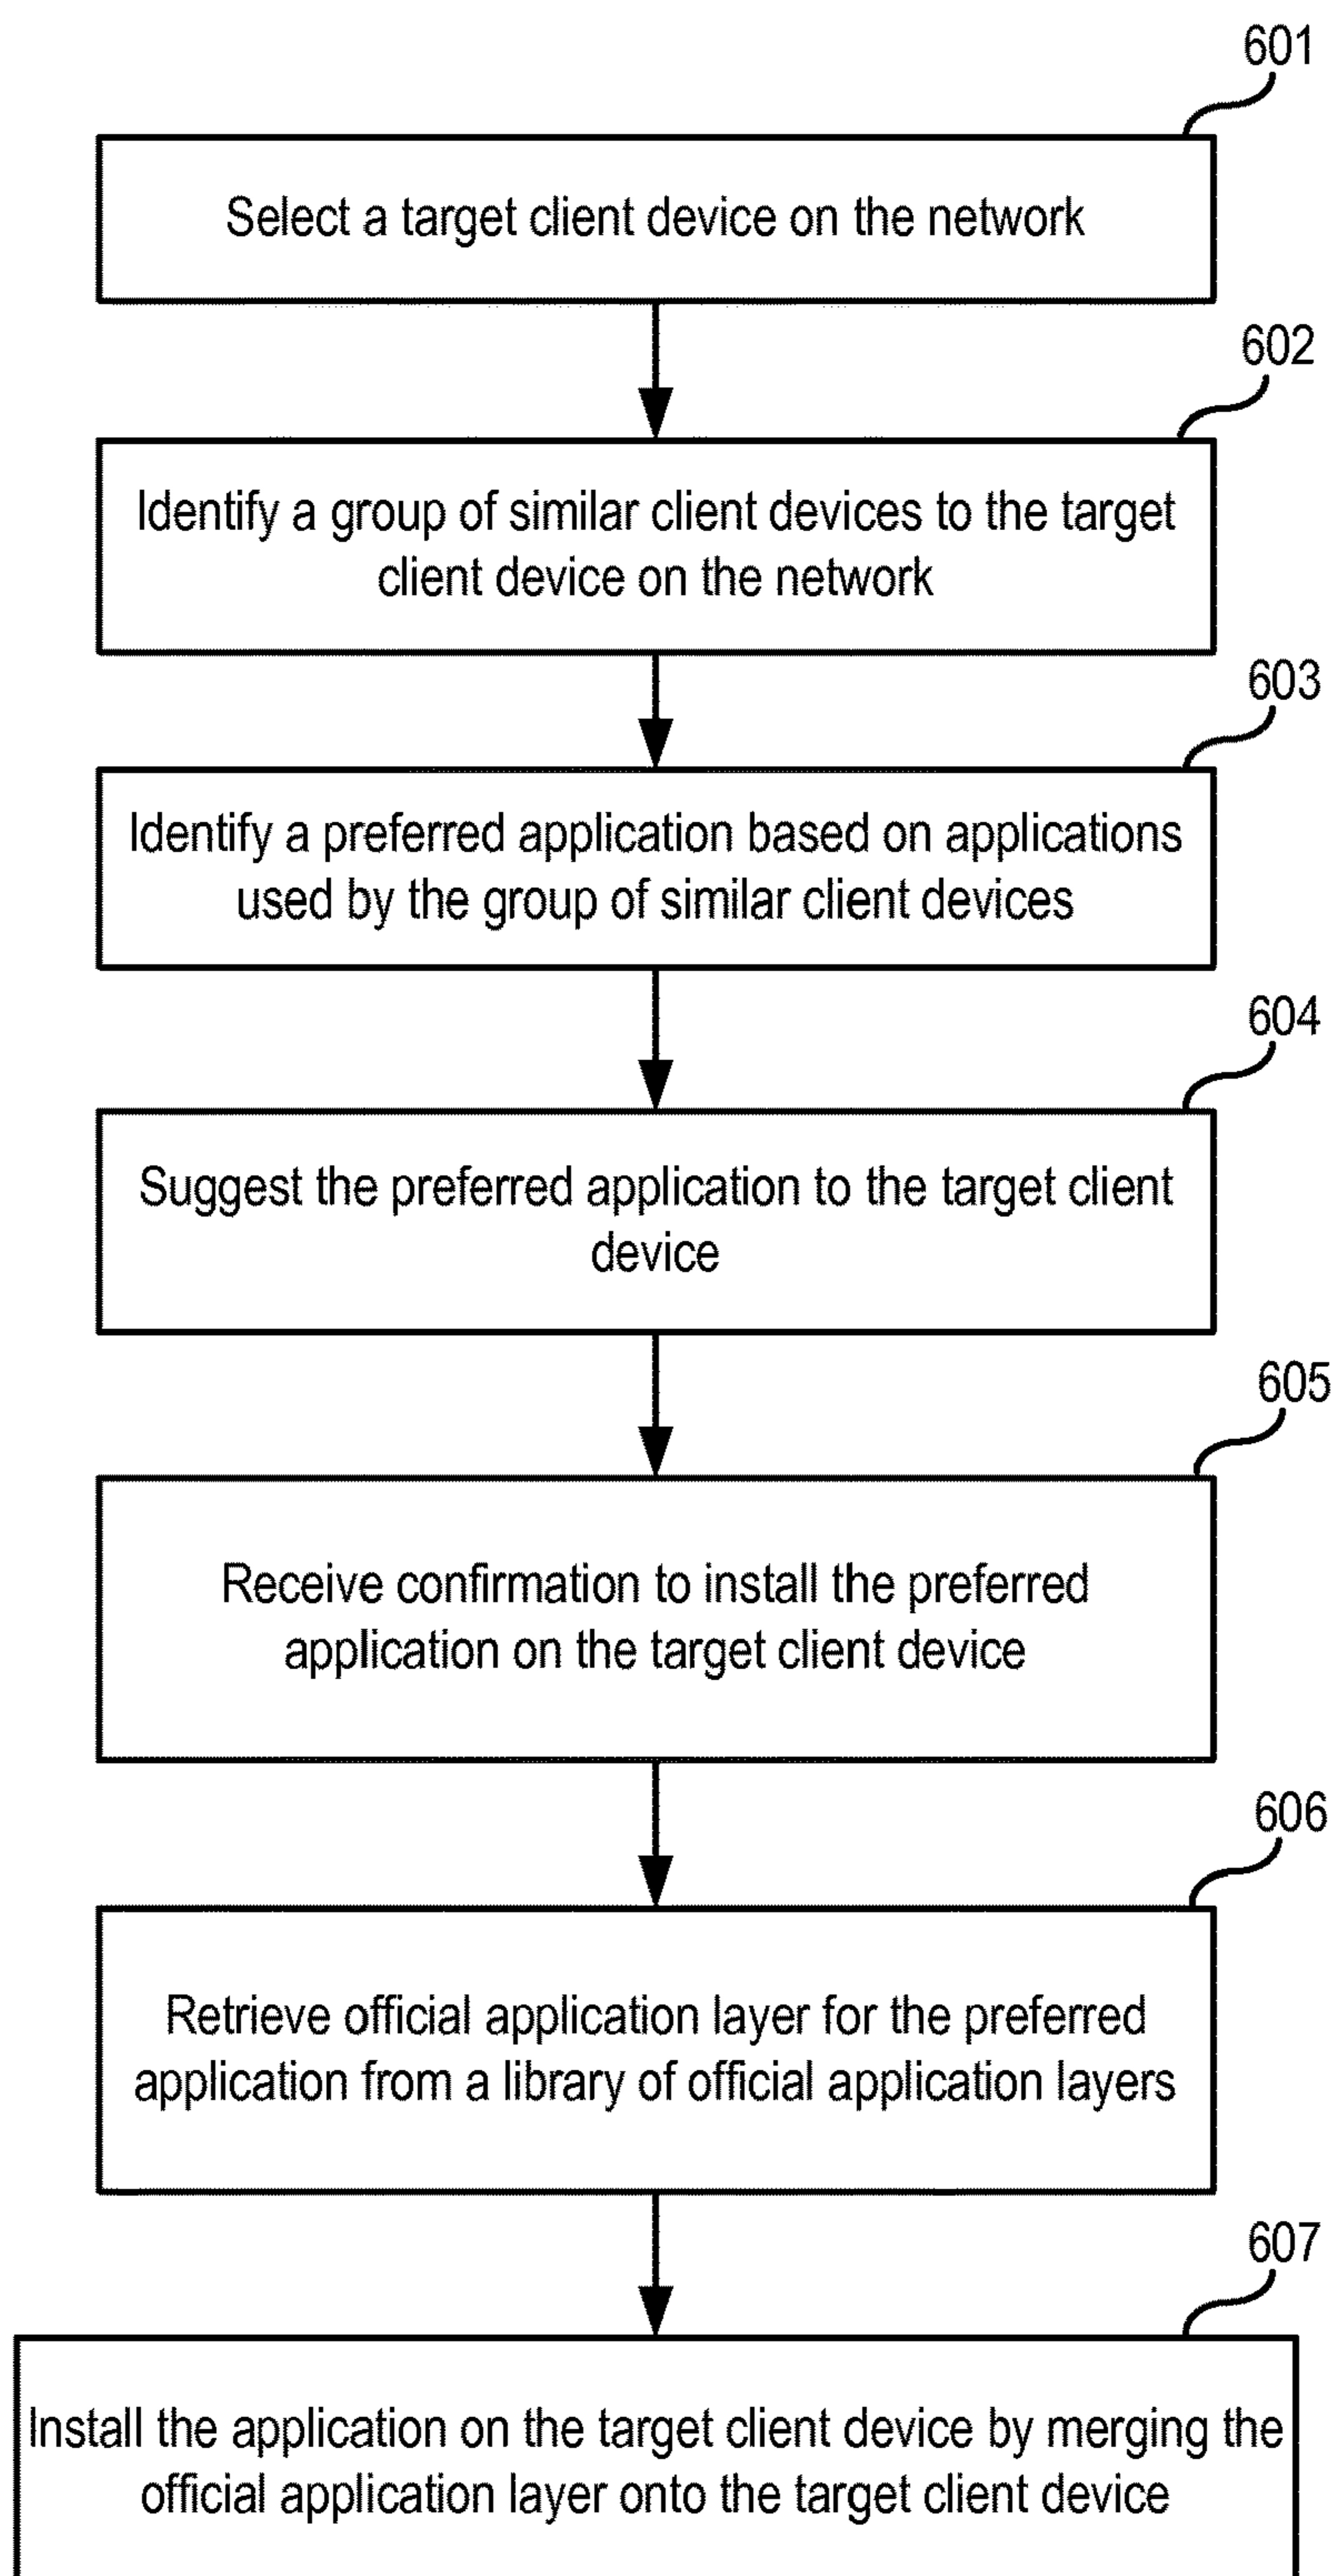 601
Select a target client device on the network
602
Identify a group of similar client devices to the target
client device on the network
603
Identify a preferred application based on applications
used by the group of similar client devices
604
Suggest the preferred application to the target client
device
605
Receive confirmation to install the preferred
application on the target client device
606
Retrieve official application layer for the preferred
application from a library of official application layers
607
Install the application on the target client device by merging the
official application layer onto the target client device